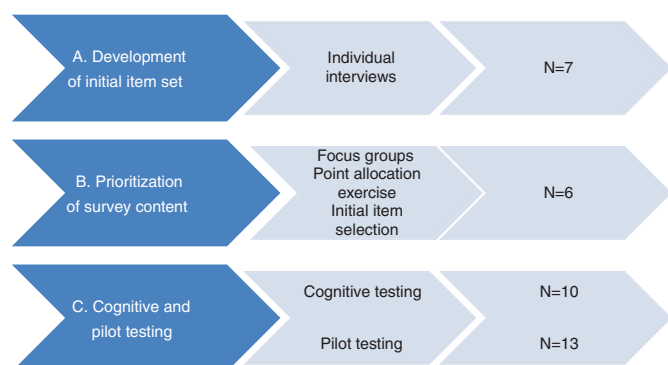 A. Development
of initial item set
Individual
interviews
N=7
B. Prioritization
of survey content
Focus groups
Point allocation
exercise
Initial item
selection
N=6
C. Cognitive and
pilot testing
Cognitive testing
N=10
Pilot testing
N=13